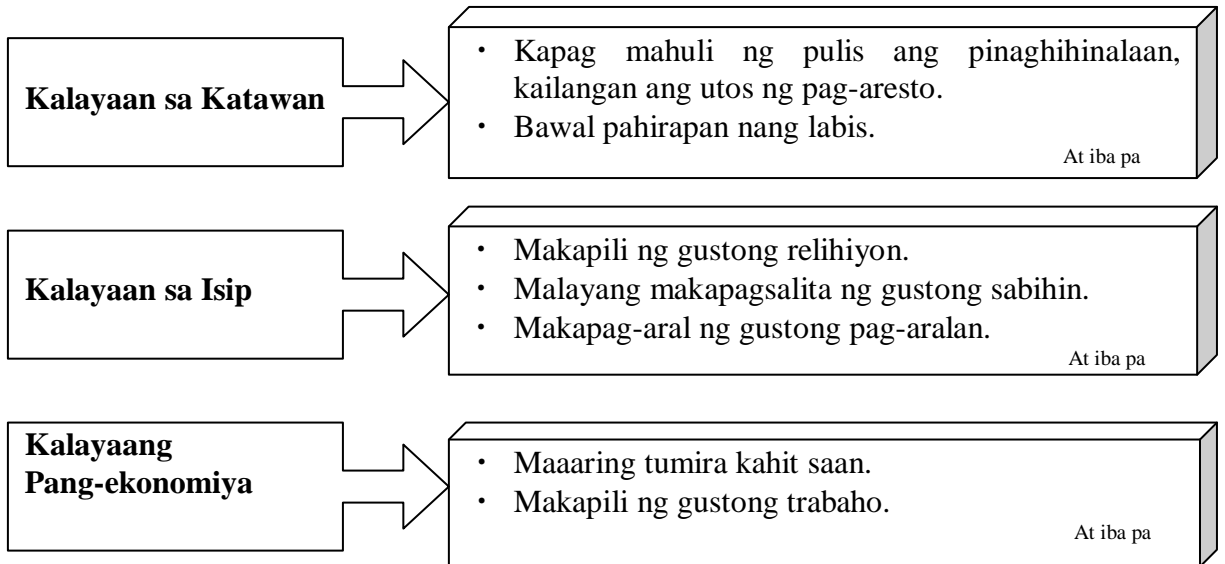 Kalayaan sa Katawan
・ Kapag mahuli ng pulis ang pinaghihinalaan,
kailangan ang utos ng pag-aresto.
・ Bawal pahirapan nang labis.
At iba pa
Kalayaan sa Isip
・ Makapili ng gustong relihiyon.
・ Malayang makapagsalita ng gustong sabihin.
・ Makapag-aral ng gustong pag-aralan.
At iba pa
Kalayaang
Pang-ekonomiya
・ Maaaring tumira kahit saan.
・ Makapili ng gustong trabaho.
At iba pa